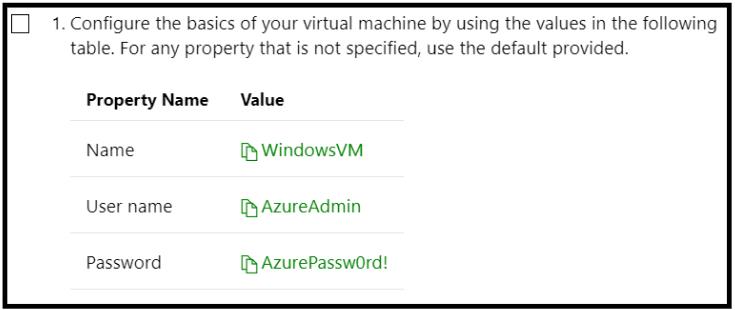 1. Configure the basics of your virtual machine by using the values in the following
table. For any property that is not specified, use the default provided.
Property Name Value
Name WindowsVM
User name AzureAdmin
Password AzurePassw0rd!